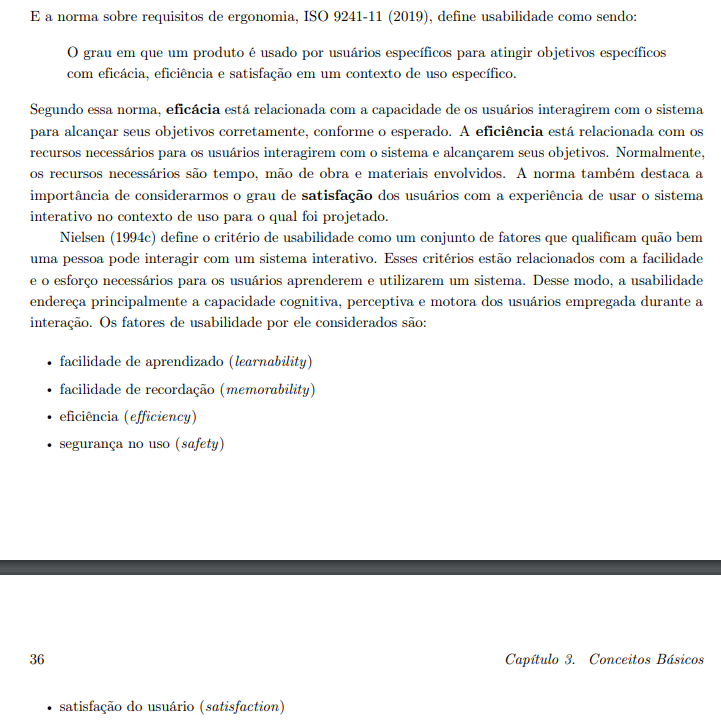 E a norma sobre requisitos de ergonomia, ISO 9241-11 (2019), define usabilidade como sendo:
O grau em que um produto é usado por usuários específicos para atingir objetivos específicos
com eficácia, eficiência e satisfação em um contexto de uso específico.
Segundo essa norma, eficácia está relacionada com a capacidade de os usuários interagirem com o sistema
para alcançar seus objetivos corretamente, conforme o esperado. A eficiência está relacionada com os
recursos necessários para os usuários interagirem com o sistema e alcançarem seus objetivos. Normalmente,
os recursos necessários são tempo, mão de obra e materiais envolvidos. A norma também destaca a
importância de considerarmos o grau de satisfação dos usuários com a experiência de usar o sistema
interativo no contexto de uso para o qual foi projetado.
Nielsen (1994c) define o critério de usabilidade como um conjunto de fatores que qualificam quão bem
uma pessoa pode interagir com um sistema interativo. Esses critérios estão relacionados com a facilidade
e o esforço necessários para os usuários aprenderem e utilizarem um sistema. Desse modo, a usabilidade
endereça principalmente a capacidade cognitiva, perceptiva e motora dos usuários empregada durante a
interação. Os fatores de usabilidade por ele considerados são:
• facilidade de aprendizado (learnability)
• facilidade de recordação (memorability)
• eficiência (efficiency)
• segurança no uso (safety)
36 Capítulo 3. Conceitos Básicos
• satisfação do usuário (satisfaction)